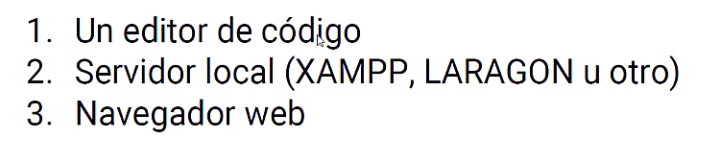 1. Un editor de código
2. Servidor local (XAMPP, LARAGON u otro)
3. Navegador web